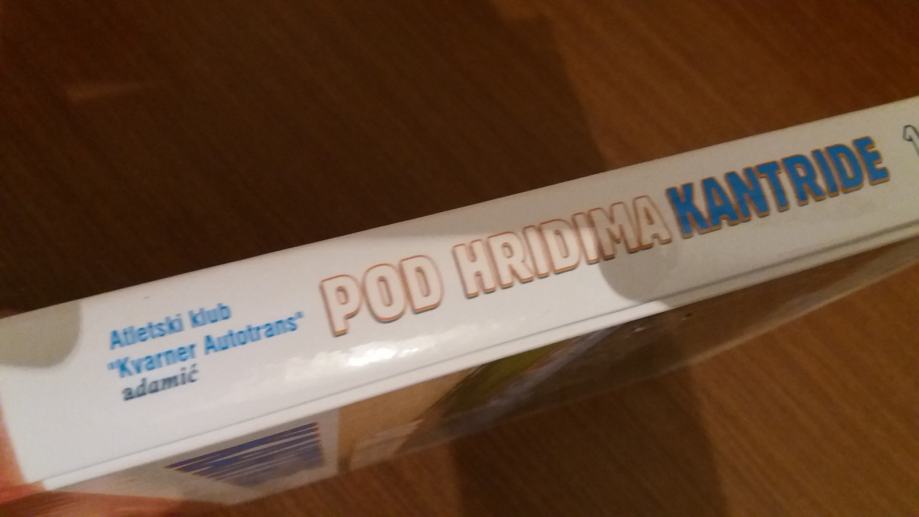 Atletski klub
"Kvarner Autotrans"
adamić
POD HRIDIMA KANTRIDE